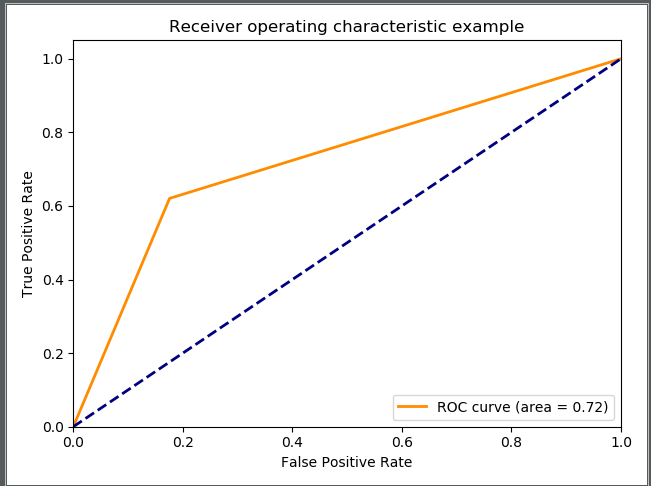 Receiver operating characteristic example
1.0
0.8
0.6
0.4
0.2
0.0
True Positive Rate
ROC curve (area = 0.72)
0.0 0.2 0.4 0.6 0.8 1.0
False Positive Rate